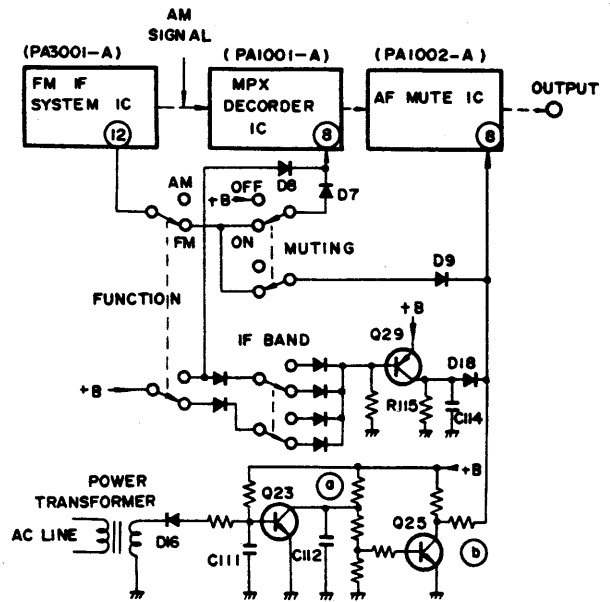 AM
SIGNAL
(PA3001-A)
(PA1001-A)
(PA1002-A)
FM IF
SYSTEM IC
12
MPX
DECORDER
IC
8
AF MUTE IC
8
OUTPUT
AM
OFF
+B
D8
D7
FM
ON
MUTING
D9
FUNCTION
+B
IF BAND
Q29
D18
+B
R115
C114
POWER
TRANSFORMER
Q23
a
+B
Q25
AC LINE
D16
C111
C112
b